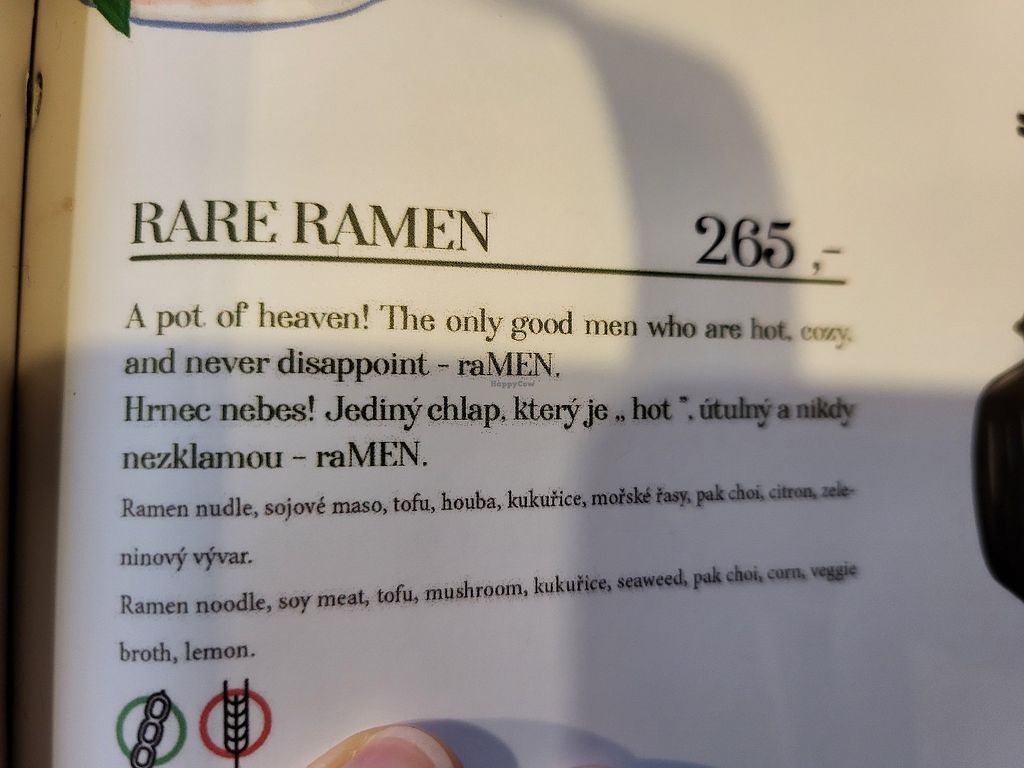 RARE RAMEN 265 ,-
A pot of heaven! The only good men who are hot, cozy,
and never disappoint - raMEN.
HappyCow
Hrnec nebes! Jediný chlap, který je „ hot ", útulný a nikdy
nezklamou - raMEN.
Ramen nudle, sojové maso, tofu, houba, kukuřice, mořské řasy, pak choi, citron, zele-
ninový vývar.
Ramen noodle, soy meat, tofu, mushroom, kukuřice, seaweed, pak choi, corn, veggie
broth, lemon.